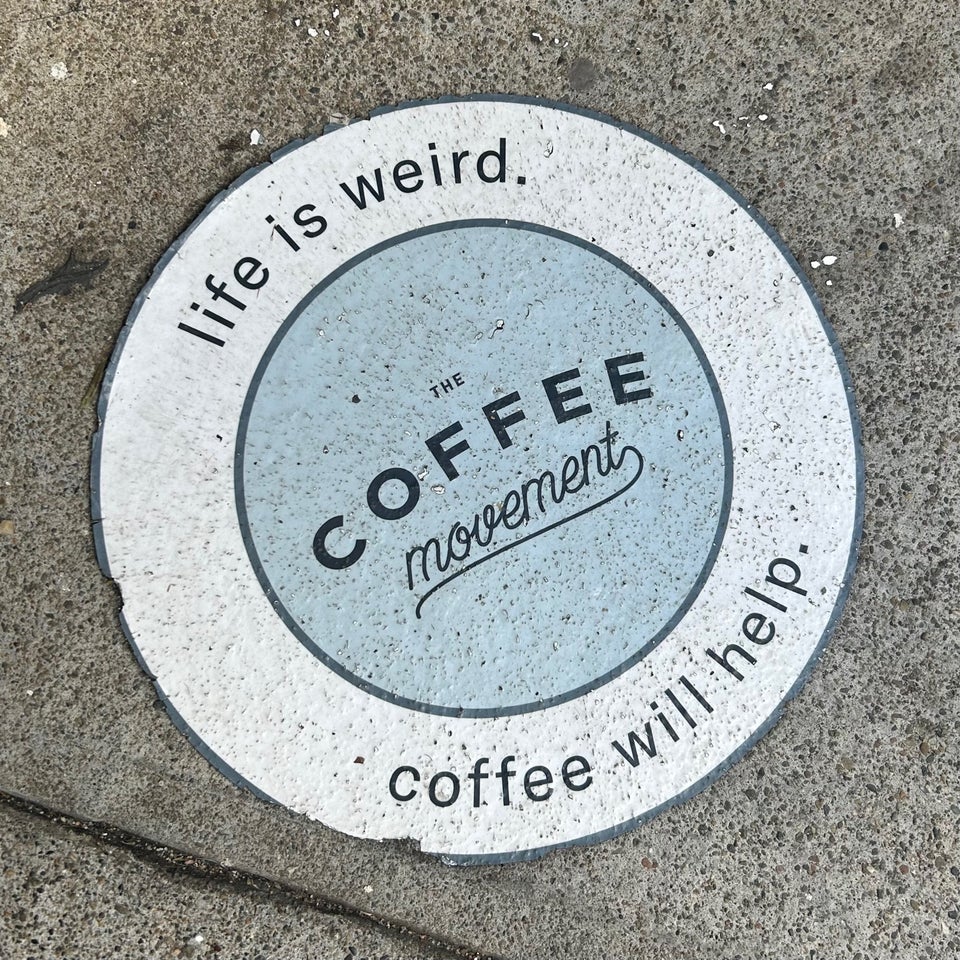 life is weird.
THE
COFFEE
movement
coffee will help.